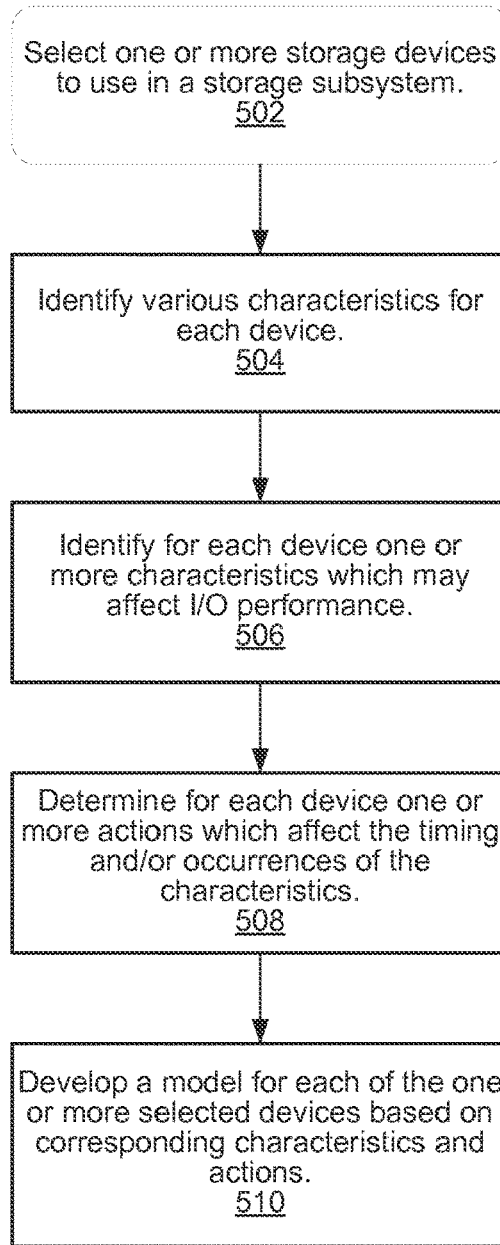 Select one or more storage devices
to use in a storage subsystem.
502
Identify various characteristics for
each device.
504
Identify for each device one or
more characteristics which may
affect I/O performance.
506
Determine for each device one or
more actions which affect the timing
and/or occurrences of the
characteristics.
508
Develop a model for each of the one
or more selected devices based on
corresponding characteristics and
actions.
510